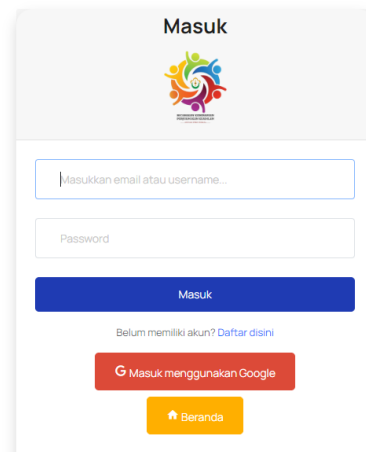 Masuk
Masukkan email atau username...
Password
Masuk
Belum memiliki akun? Daftar disini
G Masuk menggunakan Google
Beranda